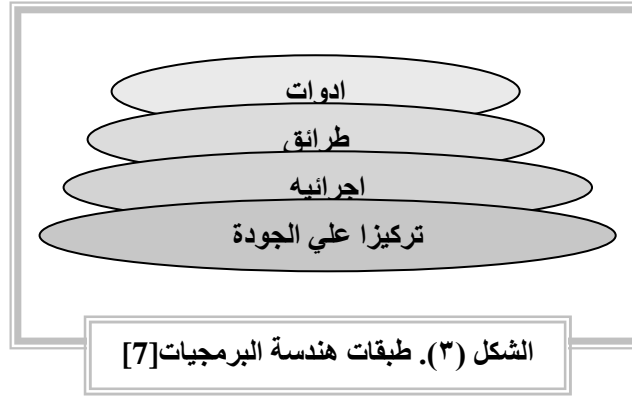 ادوات
طرائق
اجرائيه
تركيزا علي الجودة
الشكل (٣). طبقات هندسة البرمجيات[7]